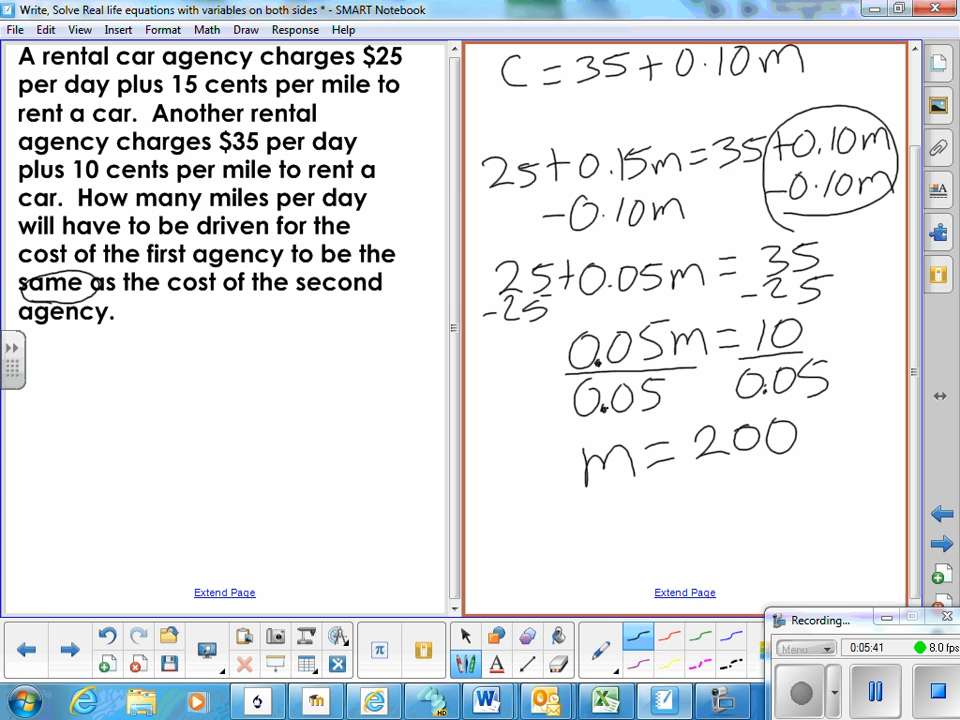 Write, Solve Real life equations with variables on both sides * - SMART Notebook
File Edit View Insert Format Math Draw Response Help
A rental car agency charges $25
per day plus 15 cents per mile to
rent a car. Another rental
agency charges $35 per day
plus 10 cents per mile to rent a
car. How many miles per day
will have to be driven for the
cost of the first agency to be the
same as the cost of the second
agency.
Extend Page
C = 35 + 0.10m
25 + 0.15m = 35 + 0.10m
-0.10m -0.10m
25 + 0.05m = 35
-25 -25
0.05m = 10
0.05 0.05
m = 200
Extend Page
Recording...
Menu 0:05:41 8.0 fps